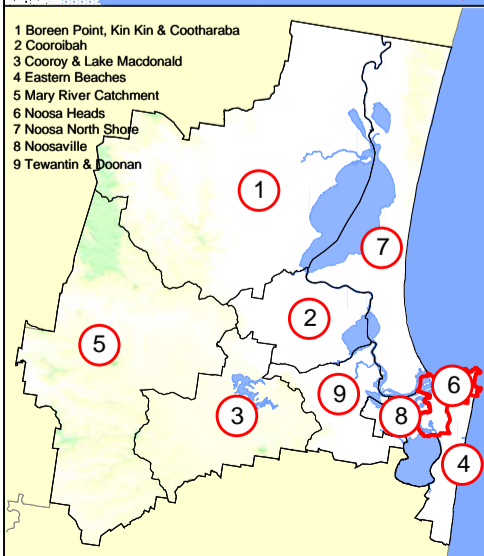 1 Boreen Point, Kin Kin & Cootharaba
2 Cooroibah
3 Cooroy & Lake Macdonald
4 Eastern Beaches
5 Mary River Catchment
6 Noosa Heads
7 Noosa North Shore
8 Noosaville
9 Tewantin & Doonan
1
7
2
5
6
9
3
8
4